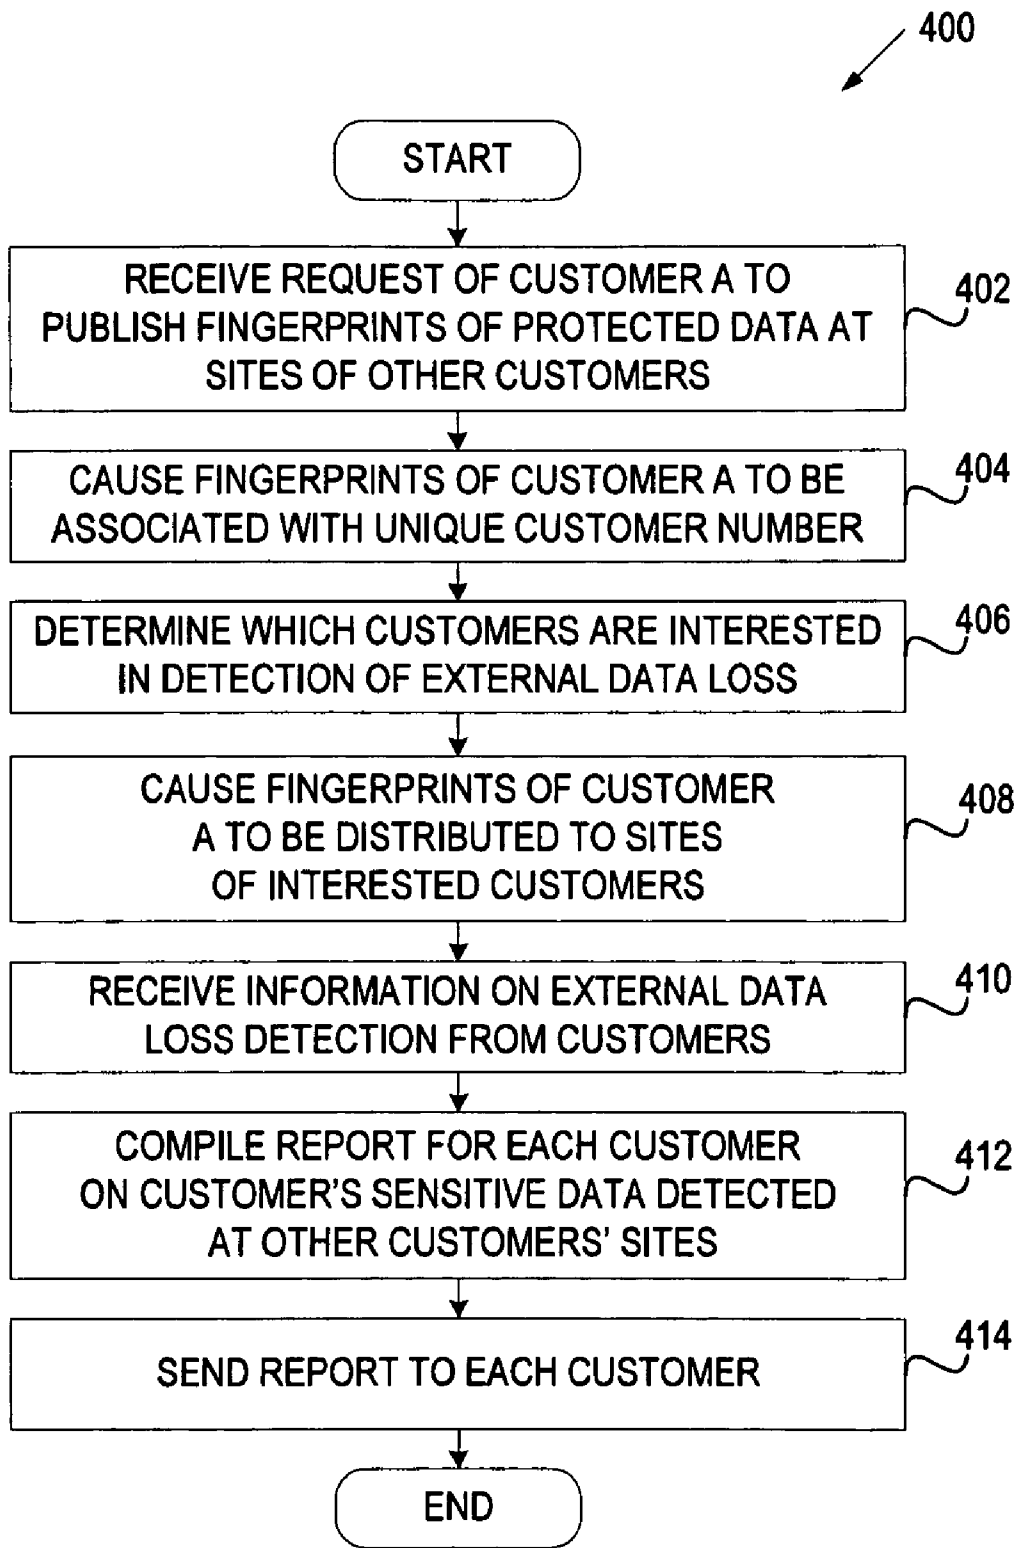 400
START
RECEIVE REQUEST OF CUSTOMER A TO
PUBLISH FINGERPRINTS OF PROTECTED DATA AT
SITES OF OTHER CUSTOMERS
402
CAUSE FINGERPRINTS OF CUSTOMER A TO BE
ASSOCIATED WITH UNIQUE CUSTOMER NUMBER
404
DETERMINE WHICH CUSTOMERS ARE INTERESTED
IN DETECTION OF EXTERNAL DATA LOSS
406
CAUSE FINGERPRINTS OF CUSTOMER
A TO BE DISTRIBUTED TO SITES
OF INTERESTED CUSTOMERS
408
RECEIVE INFORMATION ON EXTERNAL DATA
LOSS DETECTION FROM CUSTOMERS
410
COMPILE REPORT FOR EACH CUSTOMER
ON CUSTOMER'S SENSITIVE DATA DETECTED
AT OTHER CUSTOMERS' SITES
412
SEND REPORT TO EACH CUSTOMER
414
END